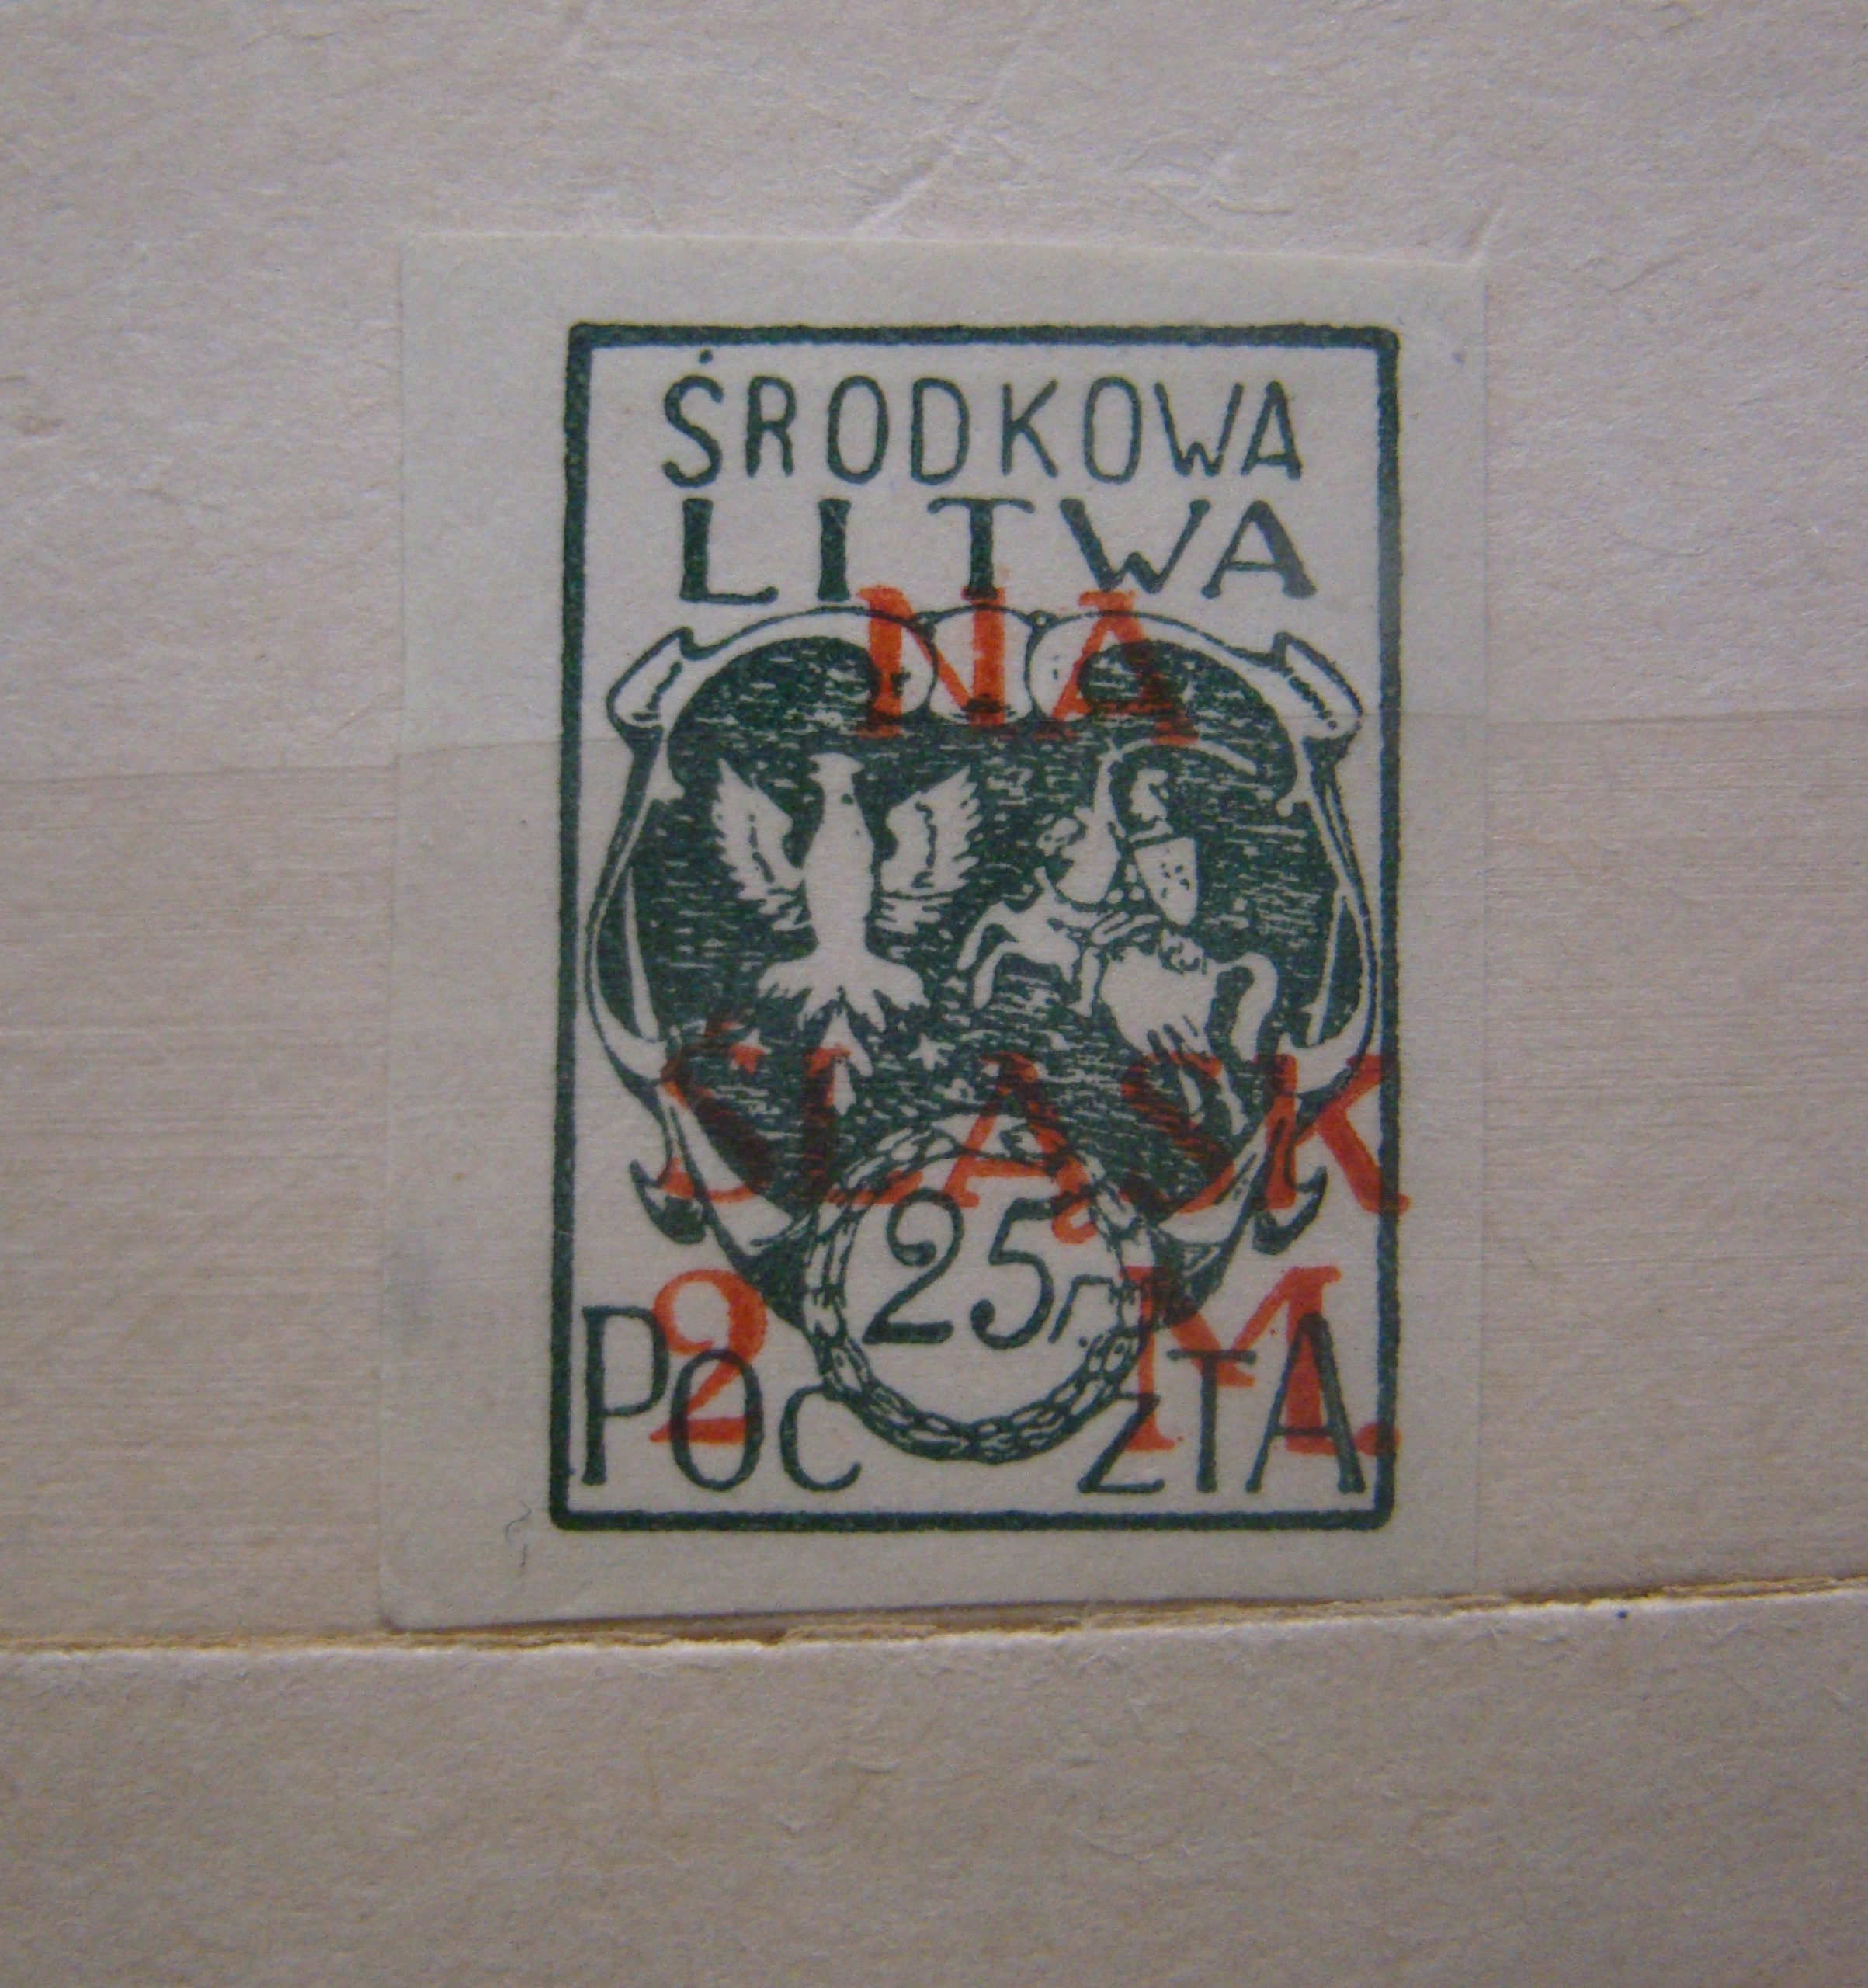 ŚRODKOWA
LITWA
NA
ŚLĄSK
25 f.
2 M.
POCZTA